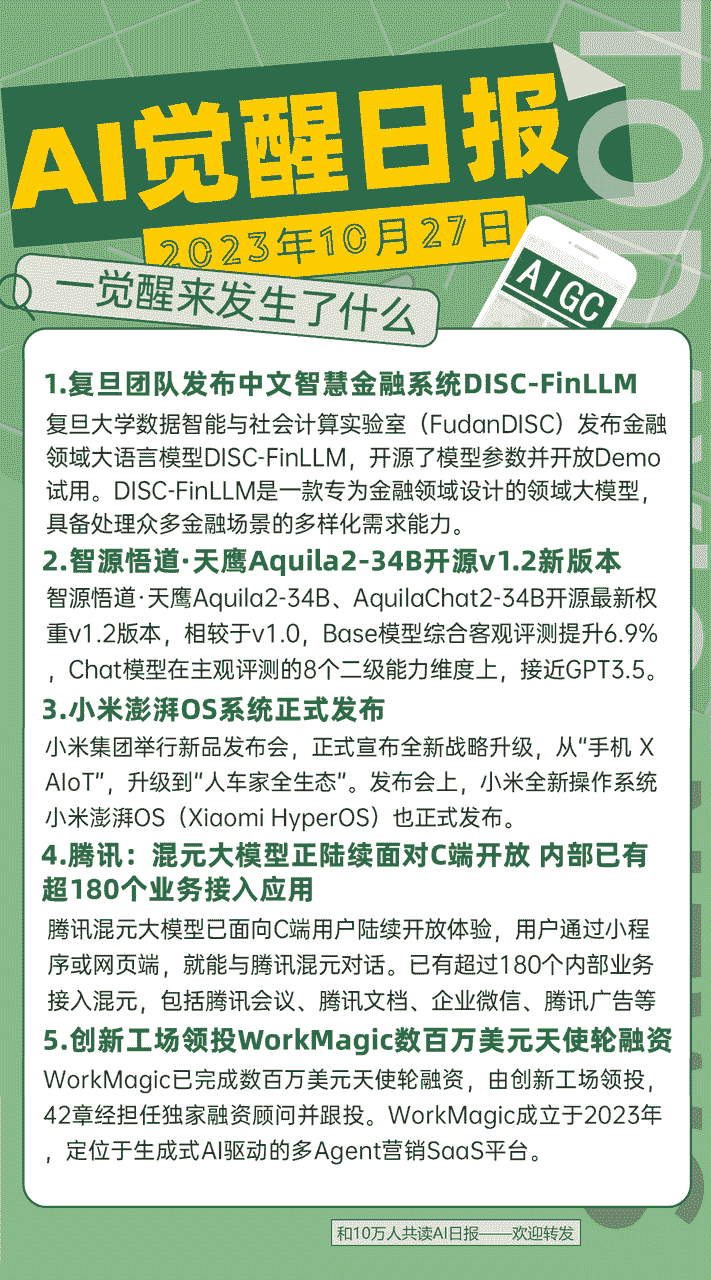 AI觉醒日报
2023年10月27日
一觉醒来发生了什么
AIGC
1.复旦团队发布中文智慧金融系统DISC-FinLLM
复旦大学数据智能与社会计算实验室（FudanDISC）发布金融
领域大语言模型DISC-FinLLM，开源了模型参数并开放Demo
试用。DISC-FinLLM是一款专为金融领域设计的领域大模型，
具备处理众多金融场景的多样化需求能力。
2.智源悟道·天鹰Aquila2-34B开源v1.2新版本
智源悟道·天鹰Aquila2-34B、AquilaChat2-34B开源最新权
重v1.2版本，相较于v1.0，Base模型综合客观评测提升6.9%
，Chat模型在主观评测的8个二级能力维度上，接近GPT3.5。
3.小米澎湃OS系统正式发布
小米集团举行新品发布会，正式宣布全新战略升级，从“手机 X
AIoT”，升级到“人车家全生态”。发布会上，小米全新操作系统
小米澎湃OS（Xiaomi HyperOS）也正式发布。
4.腾讯：混元大模型正陆续面对C端开放 内部已有
超180个业务接入应用
腾讯混元大模型已面向C端用户陆续开放体验，用户通过小程
序或网页端，就能与腾讯混元对话。已有超过180个内部业务
接入混元，包括腾讯会议、腾讯文档、企业微信、腾讯广告等
5.创新工场领投WorkMagic数百万美元天使轮融资
WorkMagic已完成数百万美元天使轮融资，由创新工场领投，
42章经担任独家融资顾问并跟投。WorkMagic成立于2023年
，定位于生成式AI驱动的多Agent营销SaaS平台。
和10万人共读AI日报——欢迎转发